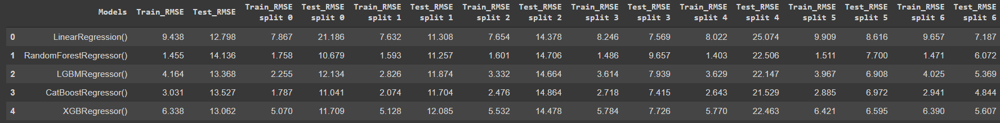 Models Train_RMSE Test_RMSE Train_RMSE split 0 Test_RMSE split 0 Train_RMSE split 1 Test_RMSE split 1 Train_RMSE split 2 Test_RMSE split 2 Train_RMSE split 3 Test_RMSE split 3 Train_RMSE split 4 Test_RMSE split 4 Train_RMSE split 5 Test_RMSE split 5 Train_RMSE split 6 Test_RMSE split 6
0 LinearRegression() 9.438 12.798 7.867 21.186 7.632 11.308 7.654 14.378 8.246 7.569 8.022 25.074 9.909 8.616 9.657 7.187
1 RandomForestRegressor() 1.455 14.136 1.758 10.679 1.593 11.257 1.601 14.706 1.486 9.657 1.403 22.506 1.511 7.700 1.471 6.072
2 LGBMRegressor() 4.164 13.368 2.255 12.134 2.826 11.874 3.332 14.664 3.614 7.939 3.629 22.147 3.967 6.908 4.025 5.369
3 CatBoostRegressor() 3.031 13.527 1.787 11.041 2.074 11.704 2.476 14.864 2.718 7.415 2.643 21.529 2.885 6.972 2.941 4.844
4 XGBRegressor() 6.338 13.062 5.070 11.709 5.128 12.085 5.532 14.478 5.784 7.726 5.770 22.463 6.421 6.595 6.390 5.607